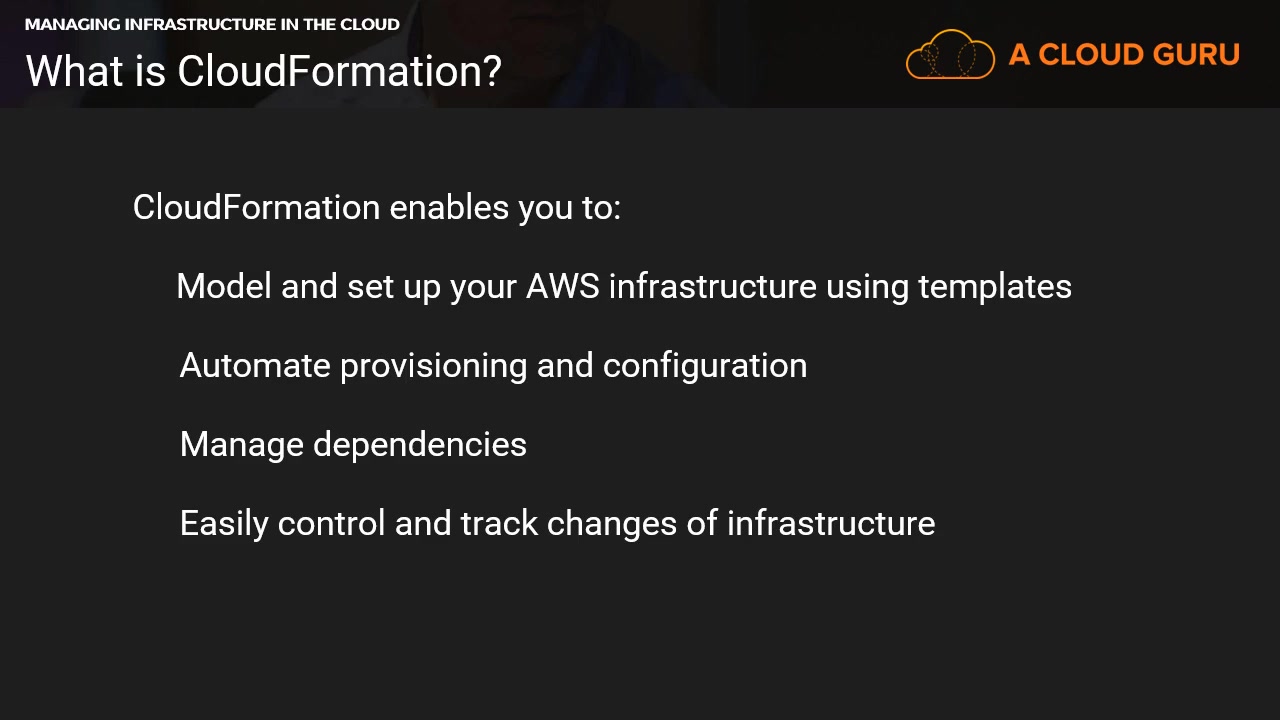 MANAGING INFRASTRUCTURE IN THE CLOUD
What is CloudFormation?
A CLOUD GURU
CloudFormation enables you to:
Model and set up your AWS infrastructure using templates
Automate provisioning and configuration
Manage dependencies
Easily control and track changes of infrastructure